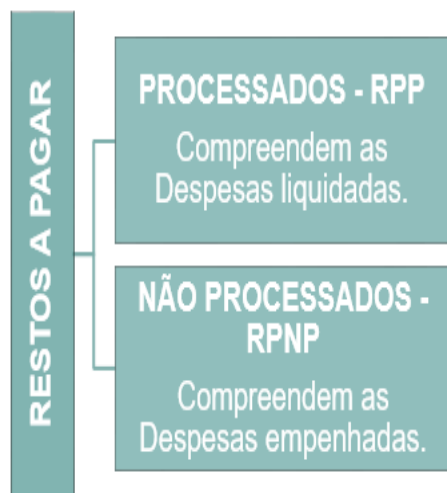 RESTOS A PAGAR
PROCESSADOS - RPP
Compreendem as
Despesas liquidadas.
NÃO PROCESSADOS -
RPNP
Compreendem as
Despesas empenhadas.